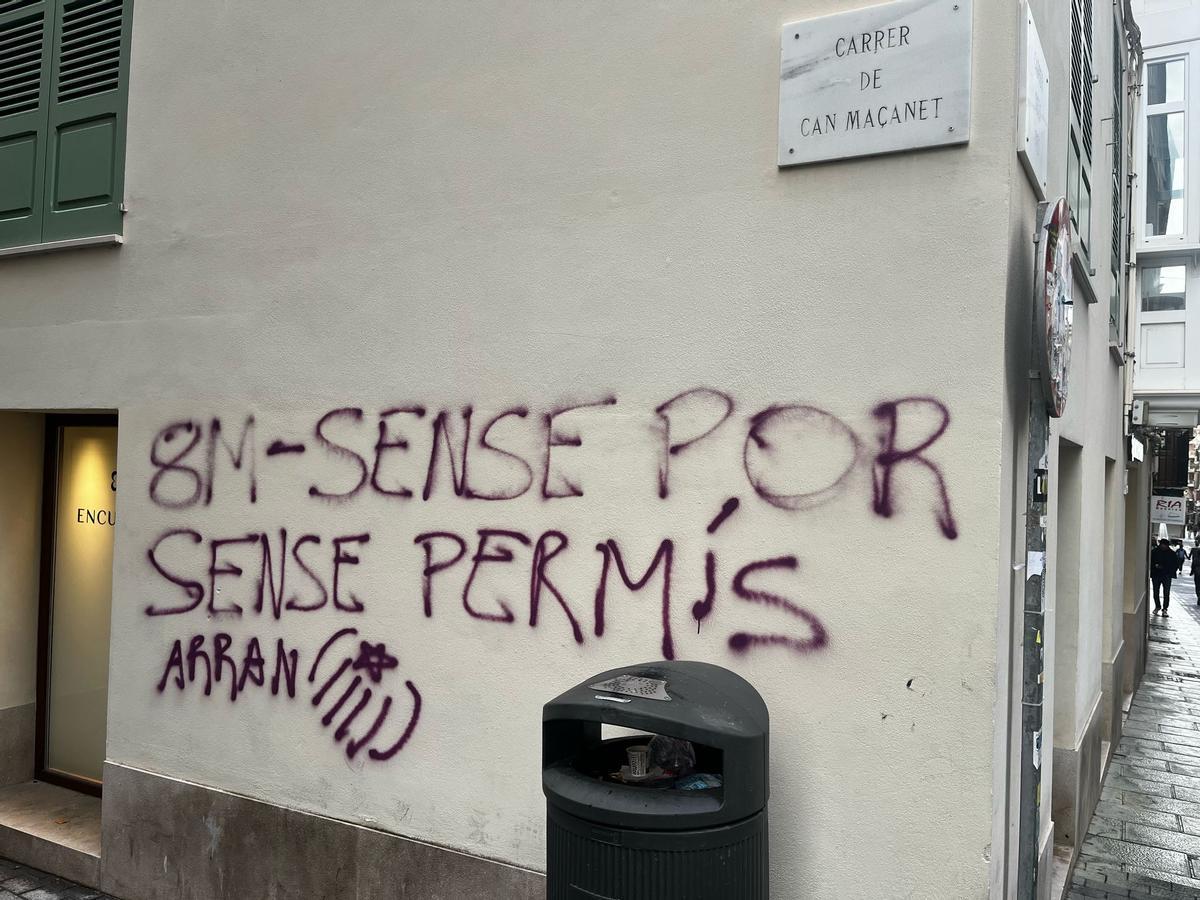 CARRER
DE
CAN MAÇANET
8M-SENSE POR
SENSE PERMÍS
ARRAN
ENCU